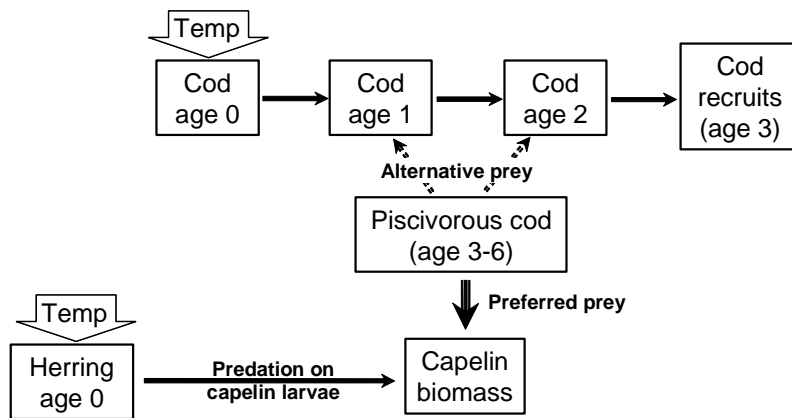 Temp
Cod
age 0
Cod
age 1
Cod
age 2
Cod
recruits
(age 3)
Alternative prey
Piscivorous cod
(age 3-6)
Preferred prey
Temp
Herring
age 0
Predation on
capelin larvae
Capelin
biomass